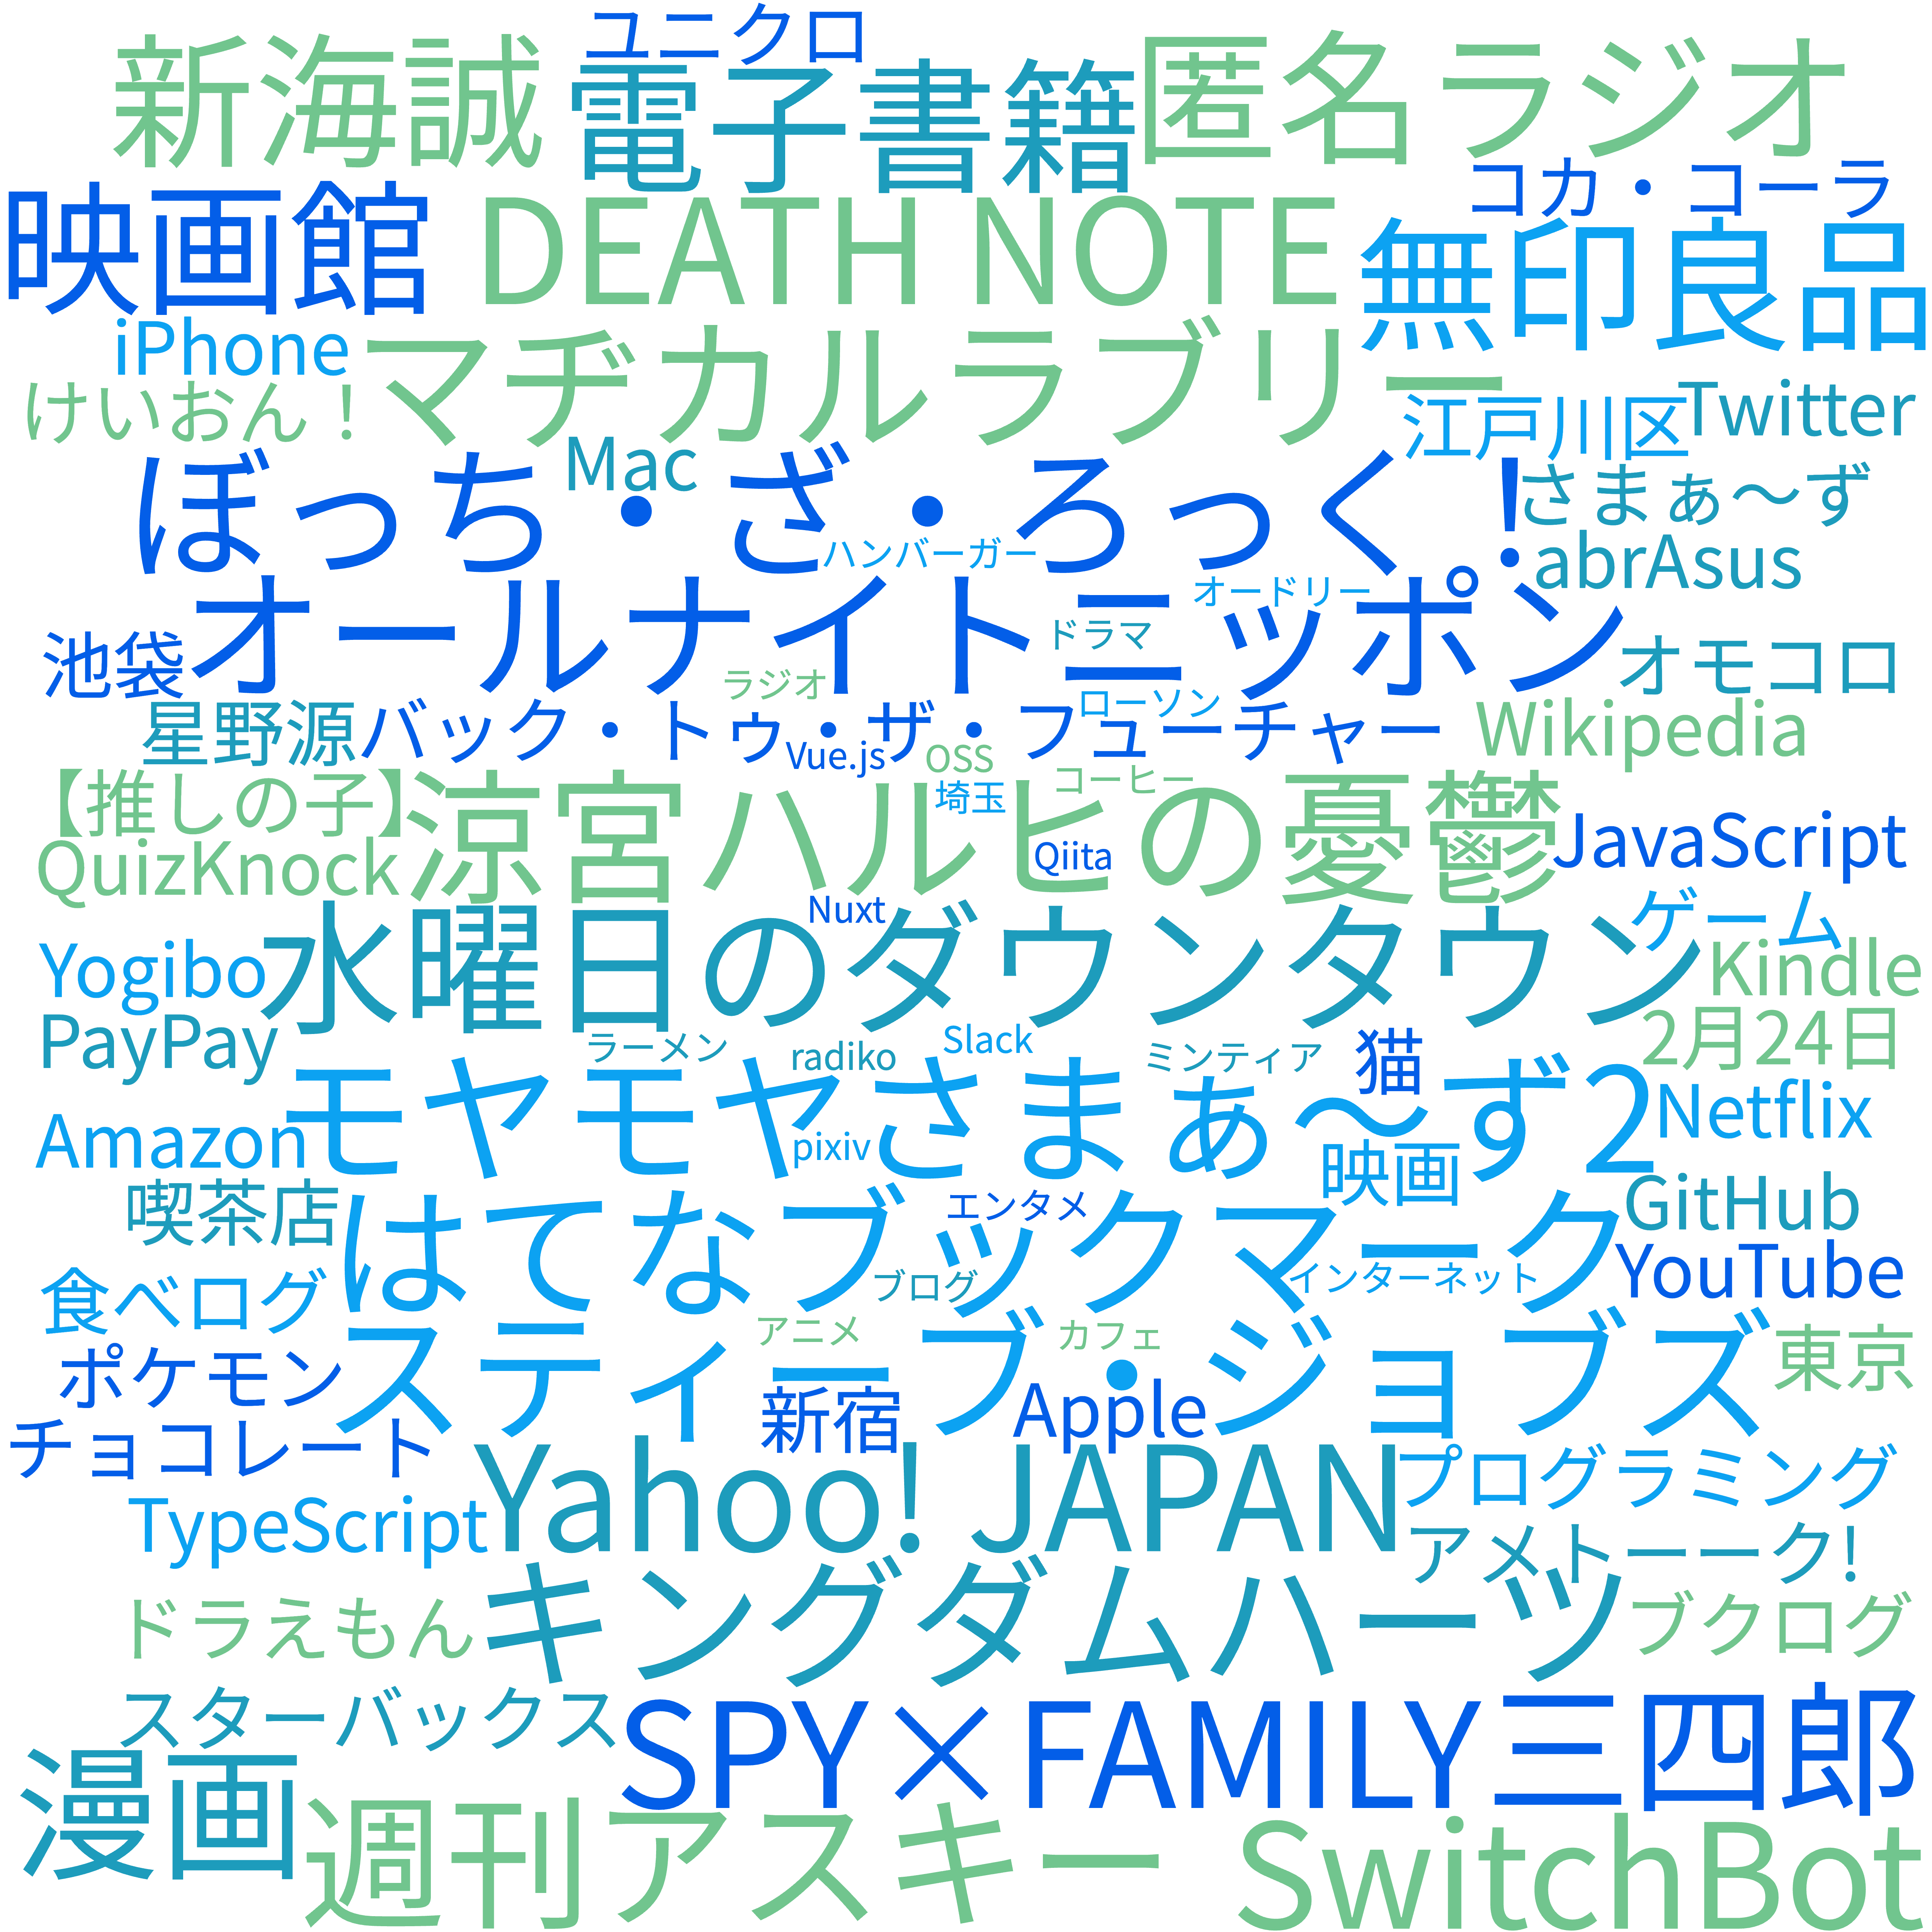 ユニクロ
新海誠
電子書籍
匿名ラジオ
コカ・コーラ
映画館
DEATH NOTE
無印良品
iPhone
マヂカルラブリー
けいおん！
江戸川区
Twitter
Mac
ぼっち・ざ・ろっく！
さまぁ〜ず
ハンバーガー
abrAsus
オードリー
オールナイトニッポン
ドラマ
池袋
オモコロ
ラジオ
ローソン
星野源
バック・トゥ・ザ・フューチャー
Wikipedia
Vue.js
OSS
コーヒー
【推しの子】
涼宮ハルヒの憂鬱
埼玉
JavaScript
QuizKnock
Qiita
Nuxt
ゲーム
Yogibo
水曜日のダウンタウン
Kindle
PayPay
ラーメン
radiko
Slack
ミンティア
猫
2月24日
Amazon
モヤモヤさまぁ〜ず2
Netflix
pixiv
映画
喫茶店
エンタメ
GitHub
はてなブックマーク
YouTube
食べログ
ブログ
インターネット
アニメ
カフェ
スティーブ・ジョブズ
東京
ポケモン
新宿
Apple
チョコレート
Yahoo! JAPAN
プログラミング
TypeScript
アメトーーク!
キングダムハーツ
ドラえもん
ブクログ
スターバックス
SPY×FAMILY
三四郎
漫画
週刊アスキー
SwitchBot